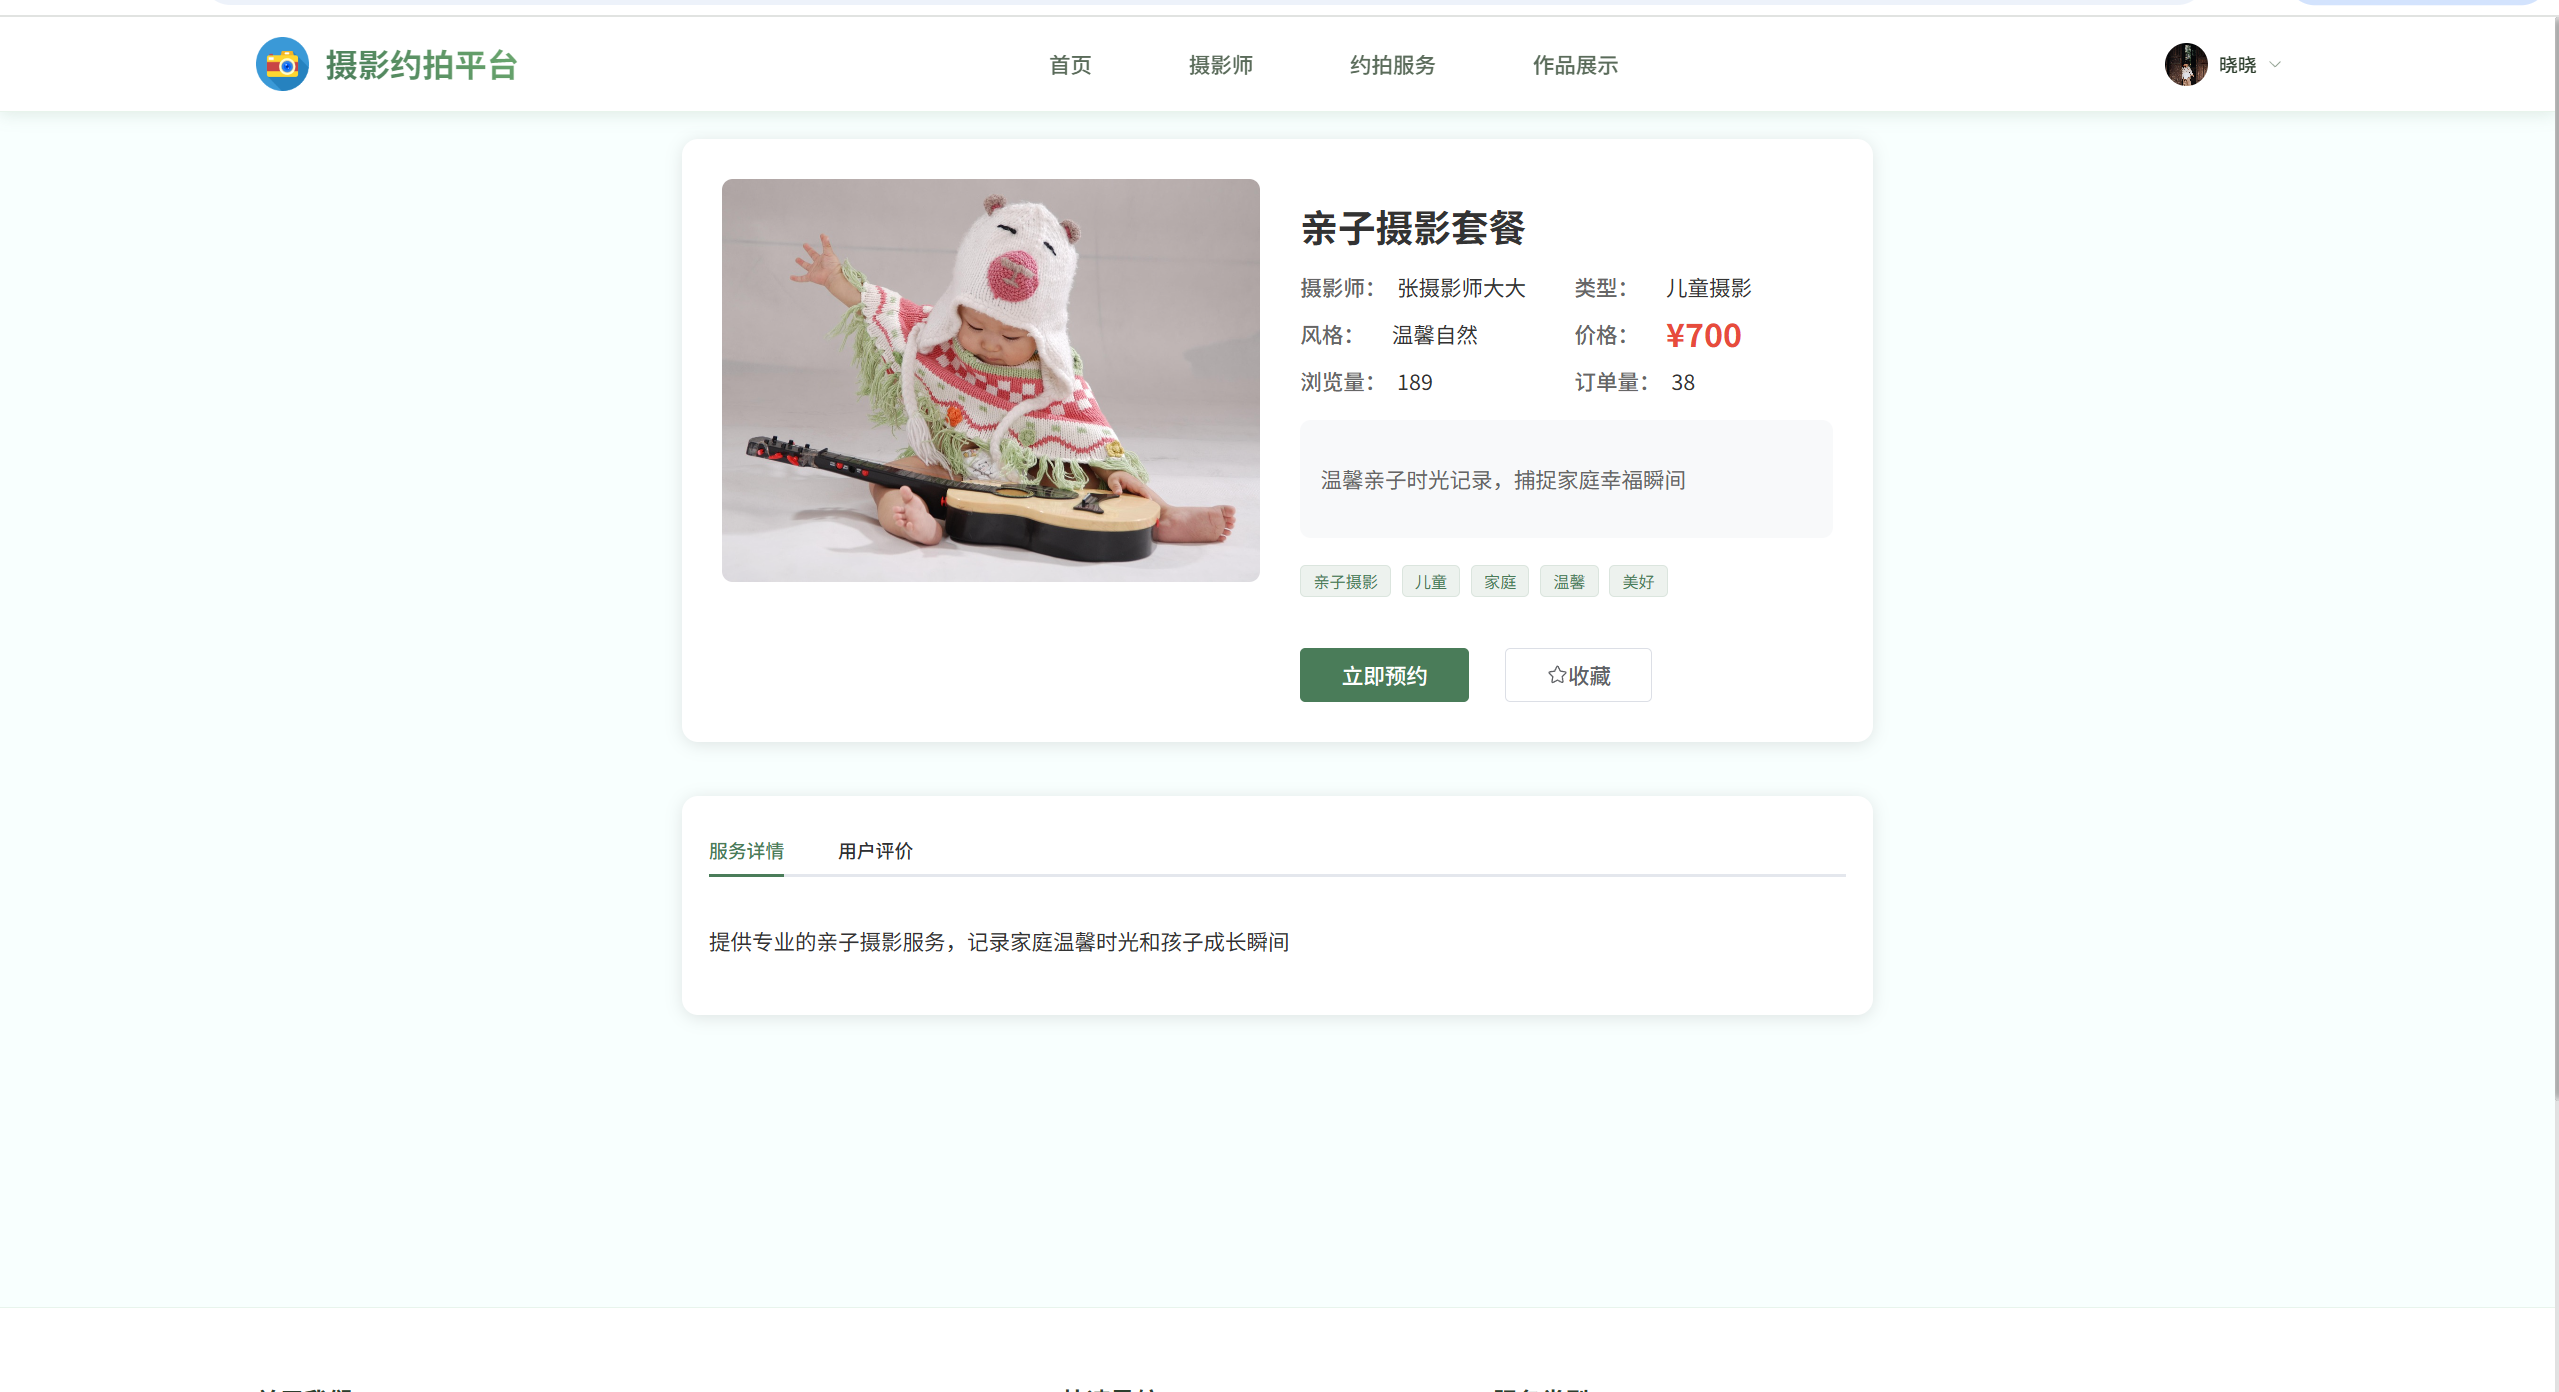 摄影约拍平台
首页 摄影师 约拍服务 作品展示
晓晓
亲子摄影套餐
摄影师： 张摄影师大大 类型： 儿童摄影
风格： 温馨自然 价格： ¥700
浏览量： 189 订单量： 38
温馨亲子时光记录，捕捉家庭幸福瞬间
亲子摄影 儿童 家庭 温馨 美好
立即预约 收藏
服务详情 用户评价
提供专业的亲子摄影服务，记录家庭温馨时光和孩子成长瞬间